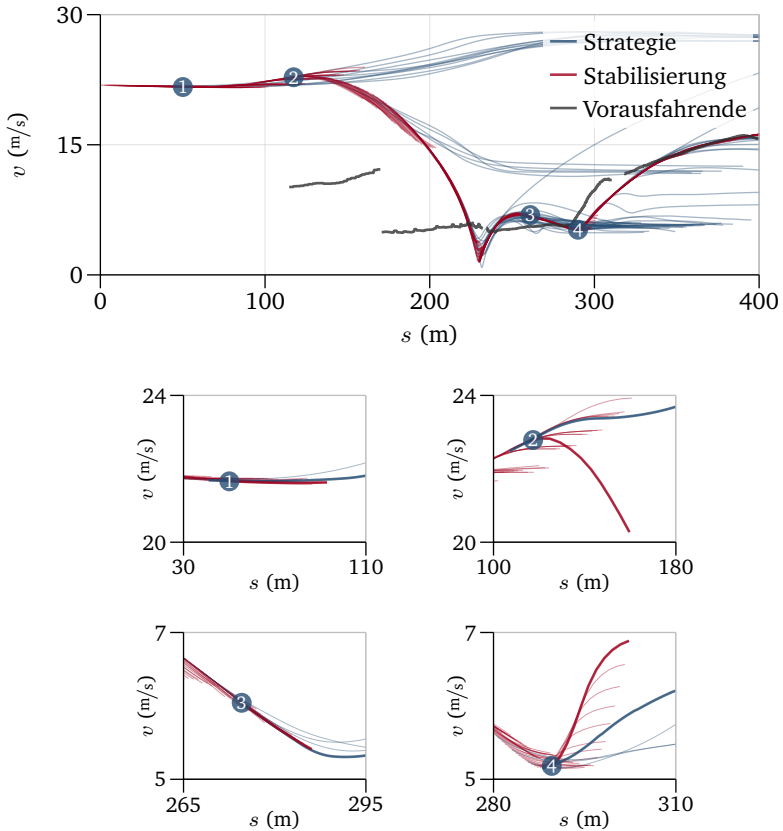 30
15
0
v (m/s)
Strategie
Stabilisierung
Vorausfahrende
1
2
3
4
0
100
200
300
400
s (m)
24
20
v (m/s)
1
30
110
s (m)
24
20
v (m/s)
2
100
180
s (m)
7
5
v (m/s)
3
265
295
s (m)
7
5
v (m/s)
4
280
310
s (m)